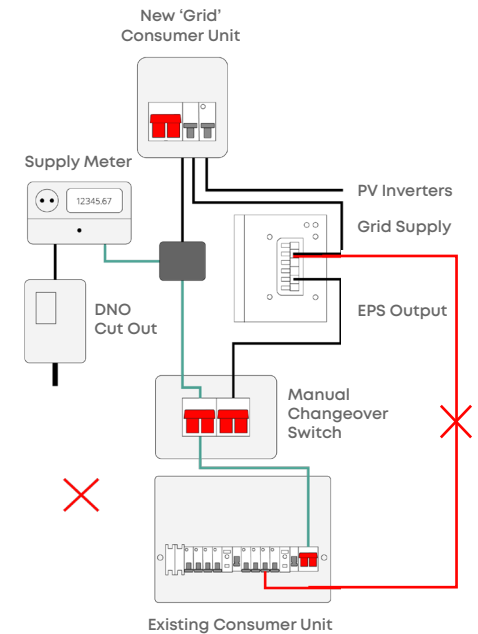 New ‘Grid’
Consumer Unit
Supply Meter
12345.67
PV Inverters
Grid Supply
DNO
Cut Out
EPS Output
Manual
Changeover
Switch
Existing Consumer Unit